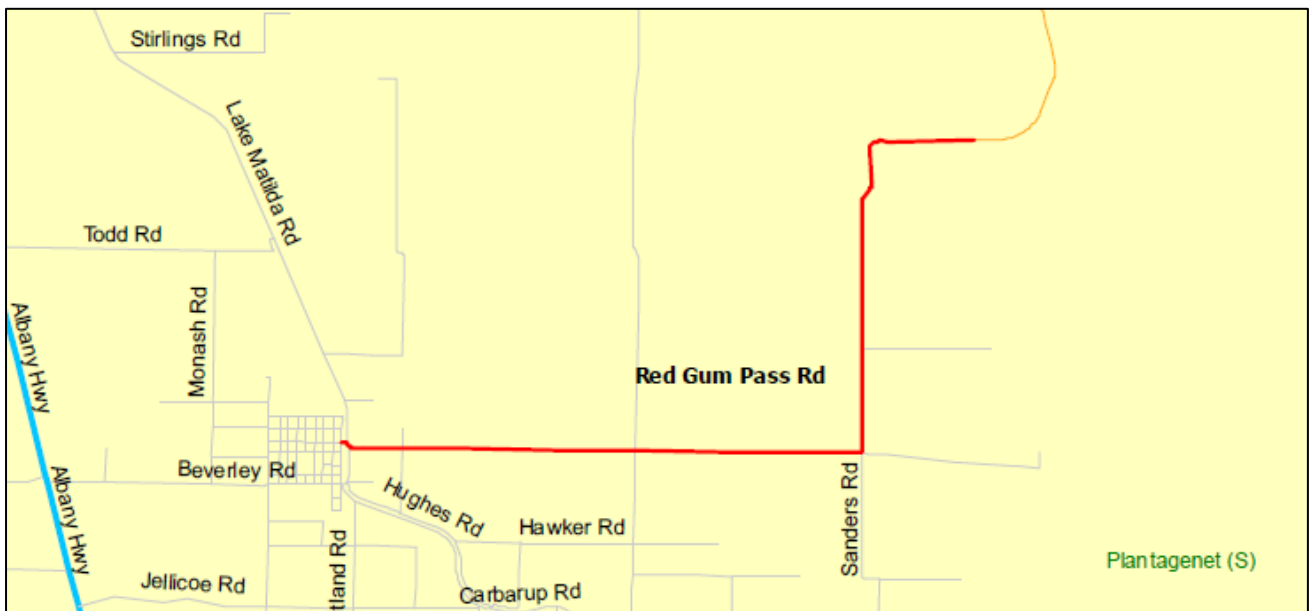 Stirlings Rd
Lake Matilda Rd
Todd Rd
Monash Rd
Albany Hwy
Red Gum Pass Rd
Beverley Rd
Albany Hwy
Hughes Rd
Hawker Rd
Sanders Rd
Plantagenet (S)
Jellicoe Rd
tland Rd
Carbarup Rd